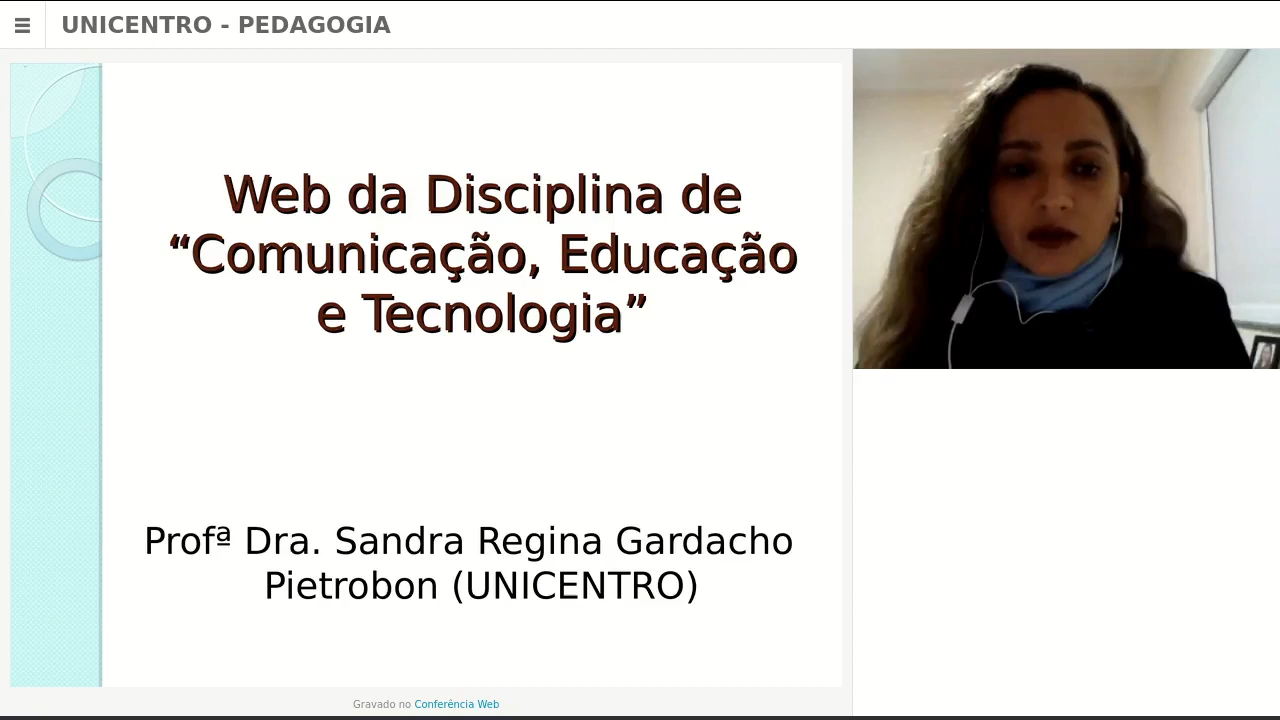 UNICENTRO - PEDAGOGIA
Web da Disciplina de
“Comunicação, Educação
e Tecnologia”
Profª Dra. Sandra Regina Gardacho
Pietrobon (UNICENTRO)
Gravado no Conferência Web